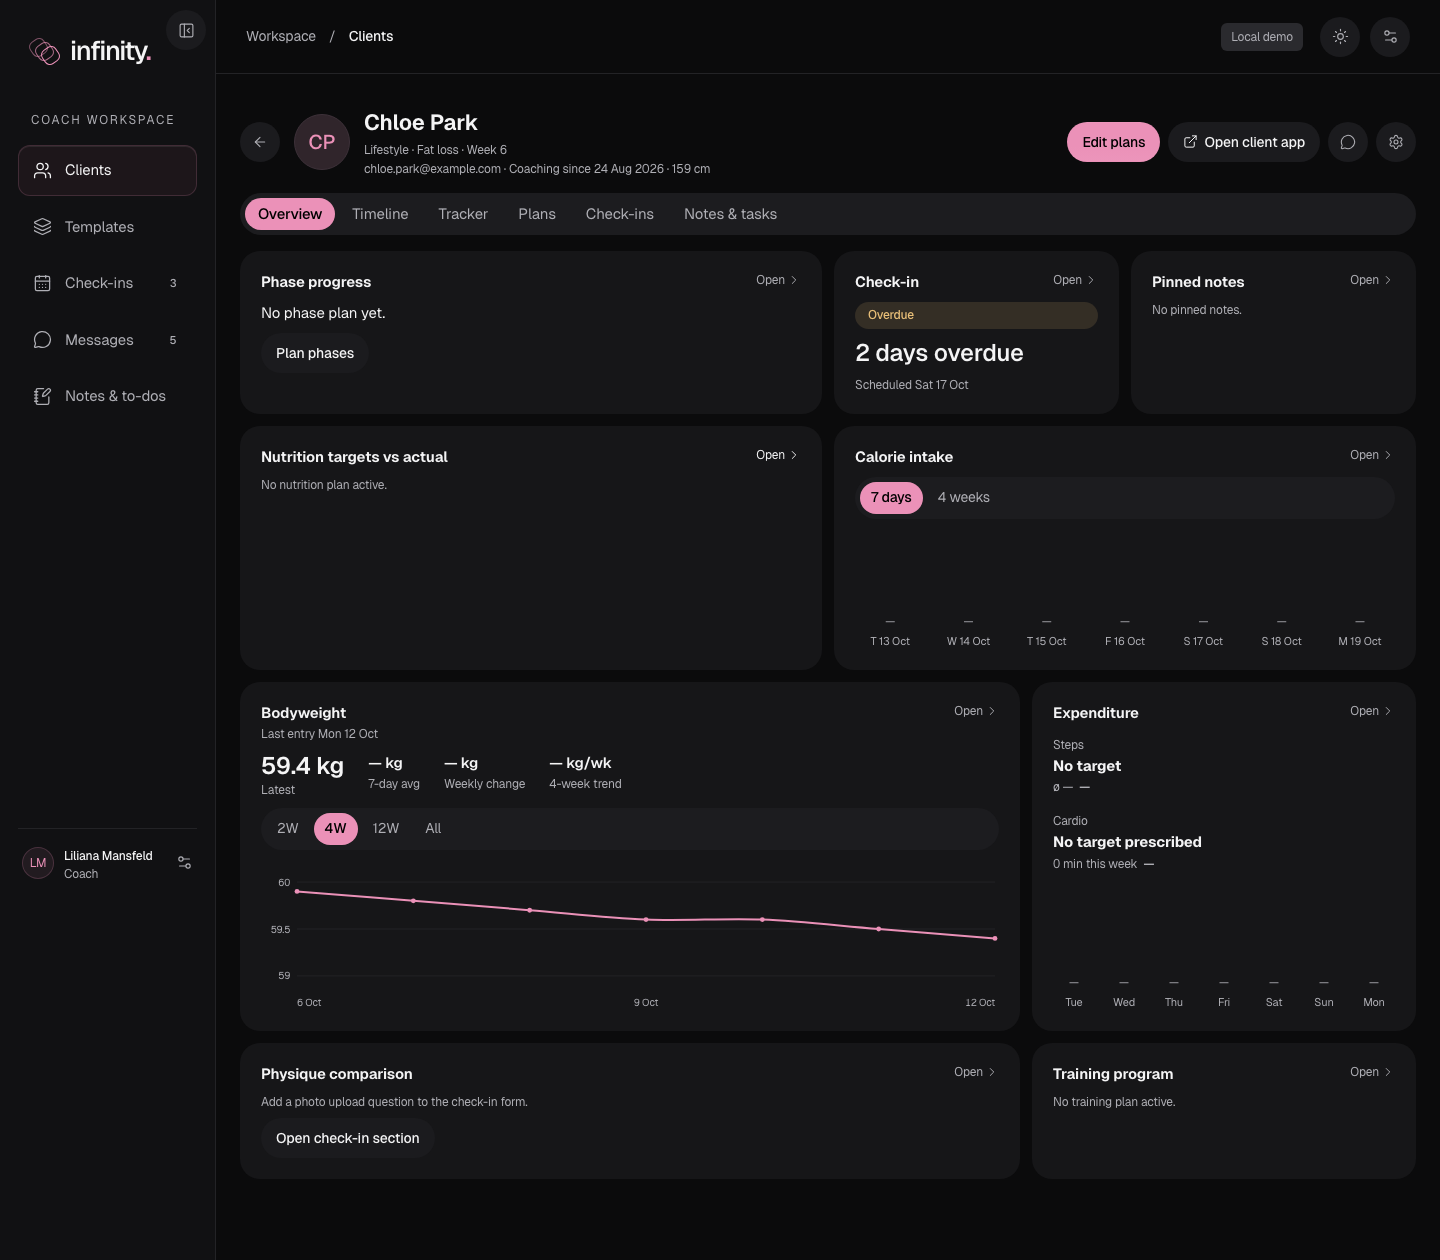 infinity.
Workspace / Clients
Local demo
COACH WORKSPACE
Clients
Templates
Check-ins 3
Messages 5
Notes & to-dos
LM
Liliana Mansfeld
Coach
CP
Chloe Park
Lifestyle · Fat loss · Week 6
chloe.park@example.com · Coaching since 24 Aug 2026 · 159 cm
Edit plans
Open client app
Overview Timeline Tracker Plans Check-ins Notes & tasks
Phase progress Open
No phase plan yet.
Plan phases
Check-in Open
Overdue
2 days overdue
Scheduled Sat 17 Oct
Pinned notes Open
No pinned notes.
Nutrition targets vs actual Open
No nutrition plan active.
Calorie intake Open
7 days 4 weeks
— — — — — — —
T 13 Oct W 14 Oct T 15 Oct F 16 Oct S 17 Oct S 18 Oct M 19 Oct
Bodyweight Open
Last entry Mon 12 Oct
59.4 kg — kg — kg — kg/wk
Latest 7-day avg Weekly change 4-week trend
2W 4W 12W All
60
59.5
59
6 Oct 9 Oct 12 Oct
Expenditure Open
Steps
No target
ø — —
Cardio
No target prescribed
0 min this week —
— — — — — — —
Tue Wed Thu Fri Sat Sun Mon
Physique comparison Open
Add a photo upload question to the check-in form.
Open check-in section
Training program Open
No training plan active.